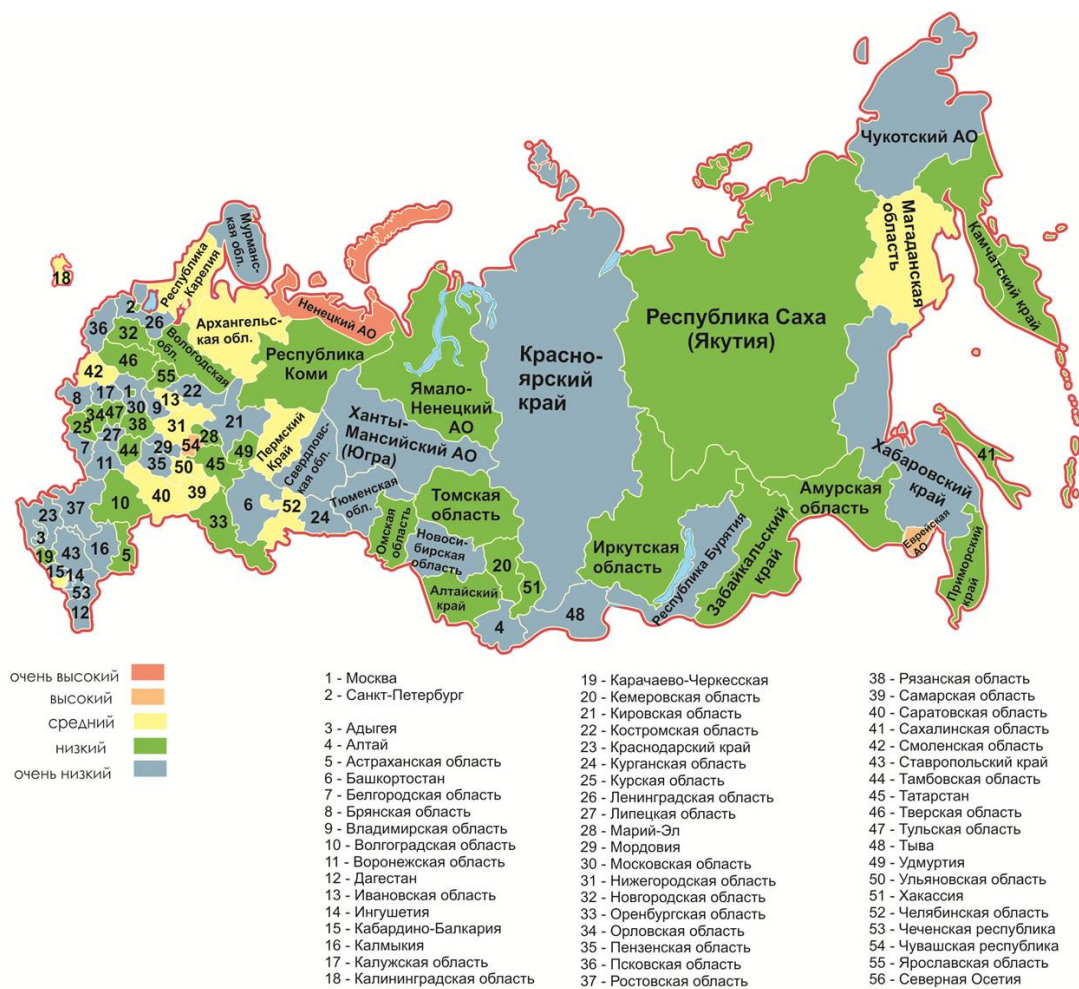 Чукотский АО
Мурманс-
кая обл.
Магаданская
область
Камчатский край
18
Республика
Карелия
Ненецкий АО
2
26
36
32
Вологодская
обл.
Архангельс-
кая обл.
Республика
Коми
Республика Саха
(Якутия)
Красно-
ярский
край
46
55
42
Ямало-
Ненецкий
АО
8
17
1
13
22
30
9
34
47
25
38
31
21
Пермский
Край
Свердловс-
кая обл.
Ханты-
Мансийский АО
(Югра)
28
27
54
7
44
29
49
11
35
50
45
Хабаровский
край
41
40
39
52
Тюменская
обл.
Томская
область
Амурская
область
10
33
6
24
Омская
область
Новоси-
бирская
область
Еврейская
АО
23
37
3
43
16
5
19
15
14
53
12
20
51
Иркутская
область
Республика Бурятия
Забайкальский
край
Приморский
край
Алтайский
край
4
48
очень высокий
высокий
средний
низкий
очень низкий
1 - Москва
2 - Санкт-Петербург
3 - Адыгея
4 - Алтай
5 - Астраханская область
6 - Башкортостан
7 - Белгородская область
8 - Брянская область
9 - Владимирская область
10 - Волгоградская область
11 - Воронежская область
12 - Дагестан
13 - Ивановская область
14 - Ингушетия
15 - Кабардино-Балкария
16 - Калмыкия
17 - Калужская область
18 - Калининградская область
19 - Карачаево-Черкесская
20 - Кемеровская область
21 - Кировская область
22 - Костромская область
23 - Краснодарский край
24 - Курганская область
25 - Курская область
26 - Ленинградская область
27 - Липецкая область
28 - Марий-Эл
29 - Мордовия
30 - Московская область
31 - Нижегородская область
32 - Новгородская область
33 - Оренбургская область
34 - Орловская область
35 - Пензенская область
36 - Псковская область
37 - Ростовская область
38 - Рязанская область
39 - Самарская область
40 - Саратовская область
41 - Сахалинская область
42 - Смоленская область
43 - Ставропольский край
44 - Тамбовская область
45 - Татарстан
46 - Тверская область
47 - Тульская область
48 - Тыва
49 - Удмуртия
50 - Ульяновская область
51 - Хакассия
52 - Челябинская область
53 - Чеченская республика
54 - Чувашская республика
55 - Ярославская область
56 - Северная Осетия